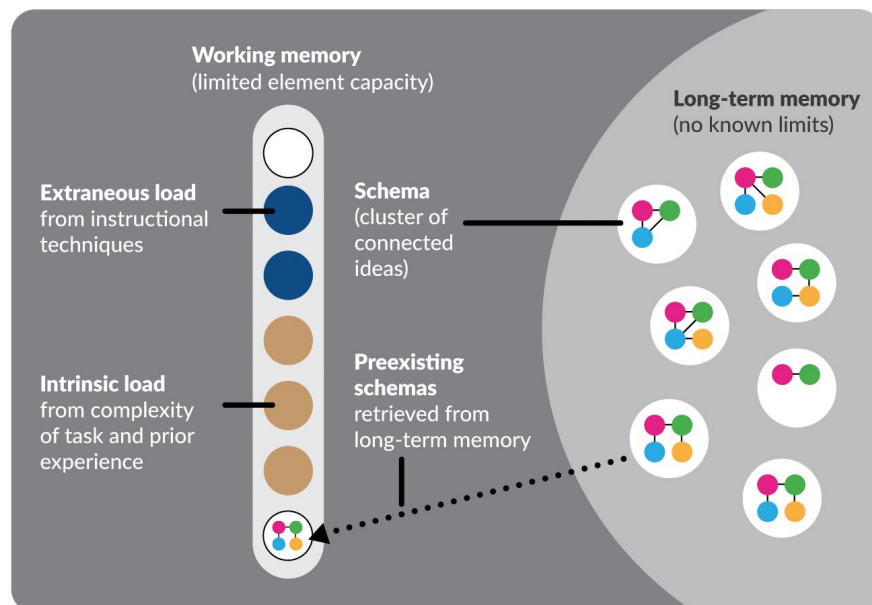 Working memory
(limited element capacity)
Long-term memory
(no known limits)
Extraneous load
from instructional
techniques
Schema
(cluster of
connected
ideas)
Intrinsic load
from complexity
of task and prior
experience
Preexisting
schemas
retrieved from
long-term memory